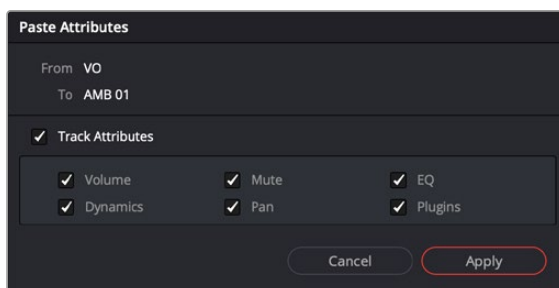 Paste Attributes
From VO
To AMB 01
Track Attributes
Volume Mute EQ
Dynamics Pan Plugins
Cancel Apply